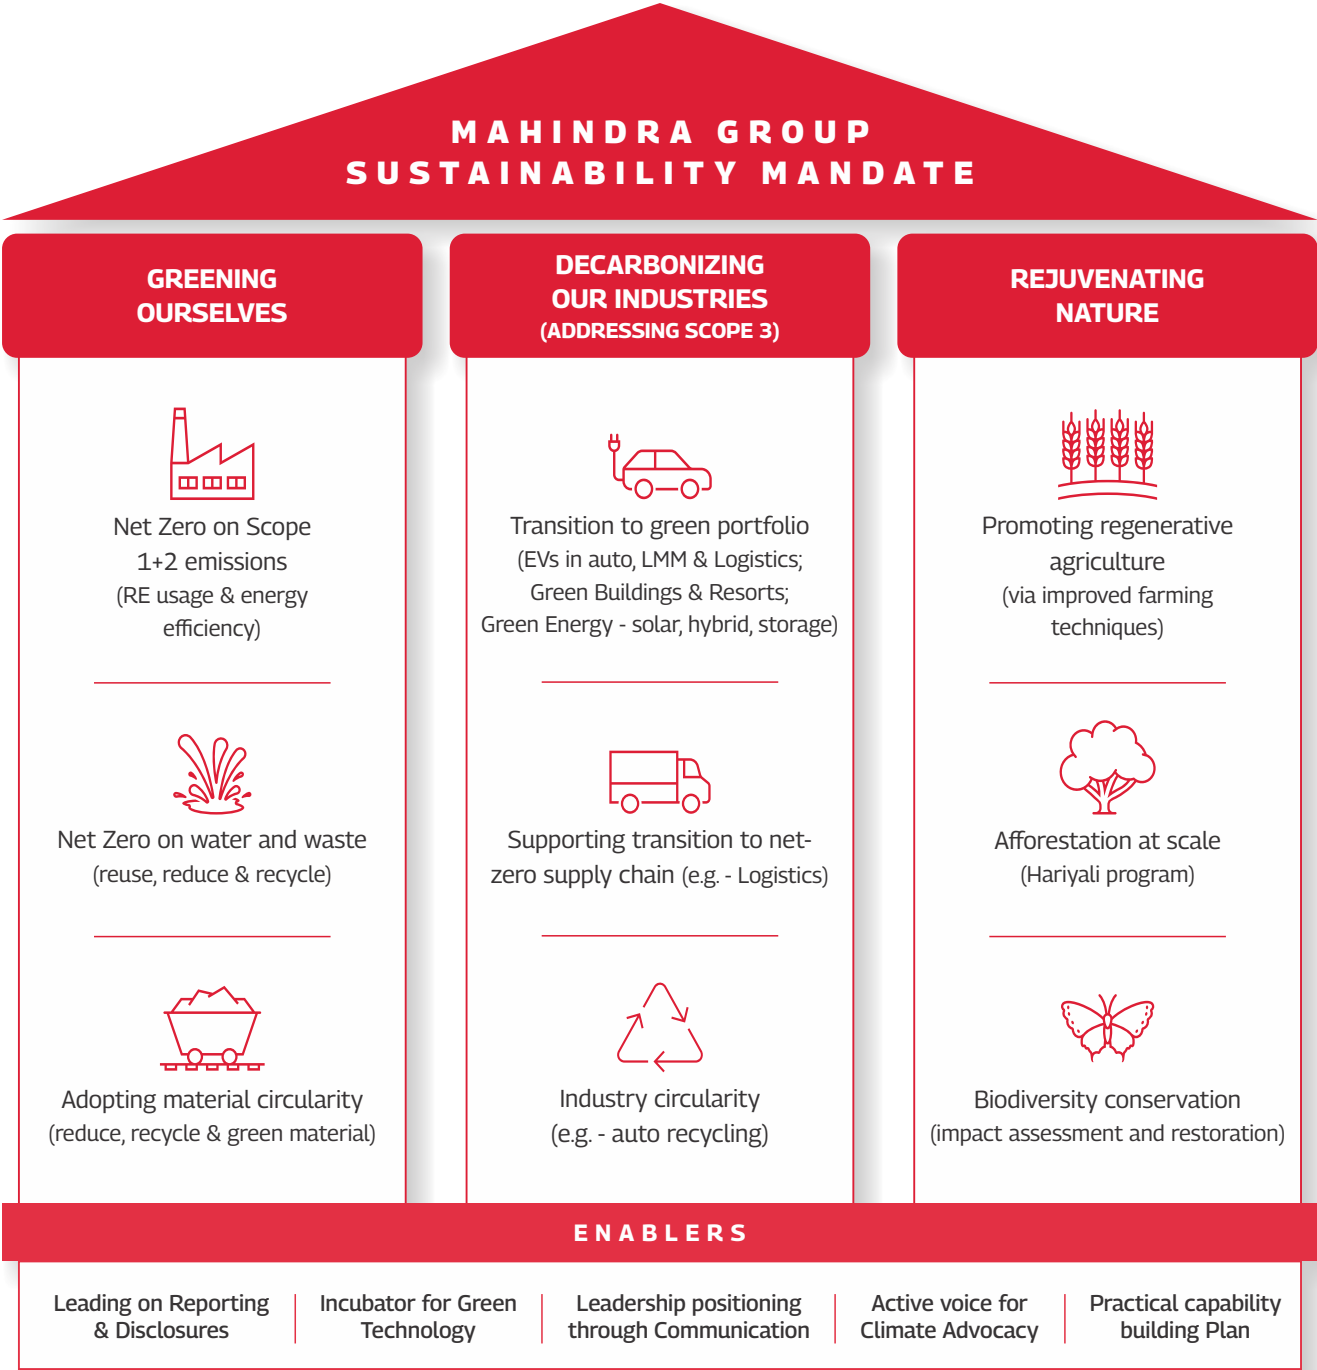 MAHINDRA GROUP
SUSTAINABILITY MANDATE
GREENING
OURSELVES
Net Zero on Scope
1+2 emissions
(RE usage & energy
efficiency)
Net Zero on water and waste
(reuse, reduce & recycle)
Adopting material circularity
(reduce, recycle & green material)
DECARBONIZING
OUR INDUSTRIES
(ADDRESSING SCOPE 3)
Transition to green portfolio
(EVs in auto, LMM & Logistics;
Green Buildings & Resorts;
Green Energy - solar, hybrid, storage)
Supporting transition to net-
zero supply chain (e.g. - Logistics)
Industry circularity
(e.g. - auto recycling)
REJUVENATING
NATURE
Promoting regenerative
agriculture
(via improved farming
techniques)
Afforestation at scale
(Hariyali program)
Biodiversity conservation
(impact assessment and restoration)
ENABLERS
Leading on Reporting
& Disclosures
Incubator for Green
Technology
Leadership positioning
through Communication
Active voice for
Climate Advocacy
Practical capability
building Plan